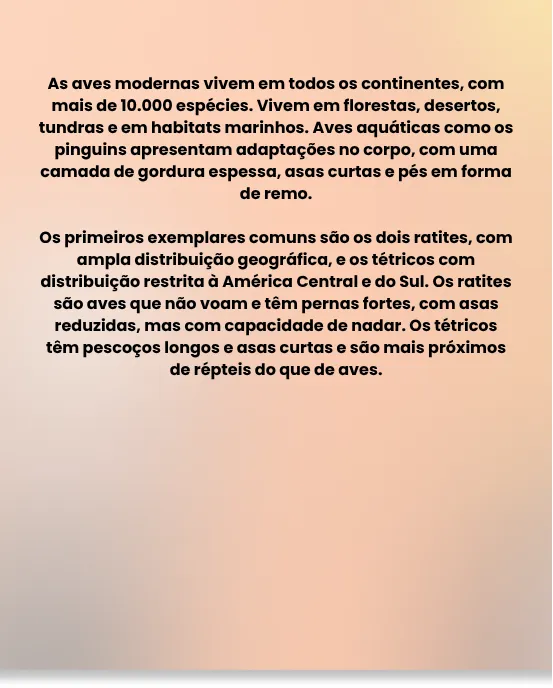 As aves modernas vivem em todos os continentes, com
mais de 10.000 espécies. Vivem em florestas, desertos,
tundras e em habitats marinhos. Aves aquáticas como os
pinguins apresentam adaptações no corpo, com uma
camada de gordura espessa, asas curtas e pés em forma
de remo.
Os primeiros exemplares comuns são os dois ratites, com
ampla distribuição geográfica, e os tétricos com
distribuição restrita à América Central e do Sul. Os ratites
são aves que não voam e têm pernas fortes, com asas
reduzidas, mas com capacidade de nadar. Os tétricos
têm pescoços longos e asas curtas e são mais próximos
de répteis do que de aves.